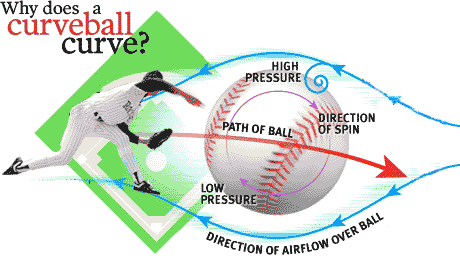 Why does a
curveball
curve?
HIGH
PRESSURE
PATH OF BALL
DIRECTION
OF SPIN
LOW
PRESSURE
DIRECTION OF AIRFLOW OVER BALL